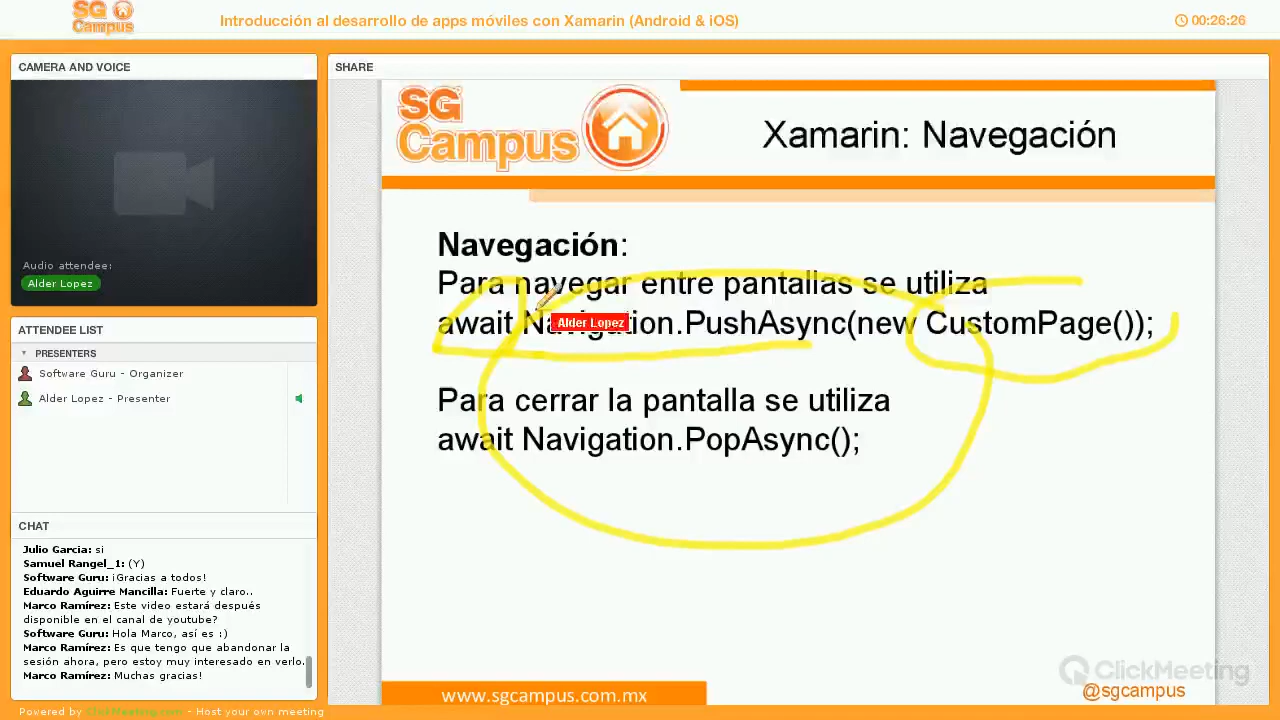 SG Campus
Introducción al desarrollo de apps móviles con Xamarin (Android & iOS)
00:26:26
CAMERA AND VOICE
Audio attendee:
Alder Lopez
ATTENDEE LIST
PRESENTERS
Software Guru - Organizer
Alder Lopez - Presenter
CHAT
Julio Garcia: si
Samuel Rangel_1: (Y)
Software Guru: ¡Gracias a todos!
Eduardo Aguirre Mancilla: Fuerte y claro..
Marco Ramírez: Este video estará después
disponible en el canal de youtube?
Software Guru: Hola Marco, así es :)
Marco Ramírez: Es que tengo que abandonar la
sesión ahora, pero estoy muy interesado en verlo.
Marco Ramírez: Muchas gracias!
Powered by ClickMeeting.com - Host your own meeting
SHARE
SG
Campus
Xamarin: Navegación
Navegación:
Para navegar entre pantallas se utiliza
await Navigation.PushAsync(new CustomPage());
Alder Lopez
Para cerrar la pantalla se utiliza
await Navigation.PopAsync();
www.sgcampus.com.mx
ClickMeeting
@sgcampus